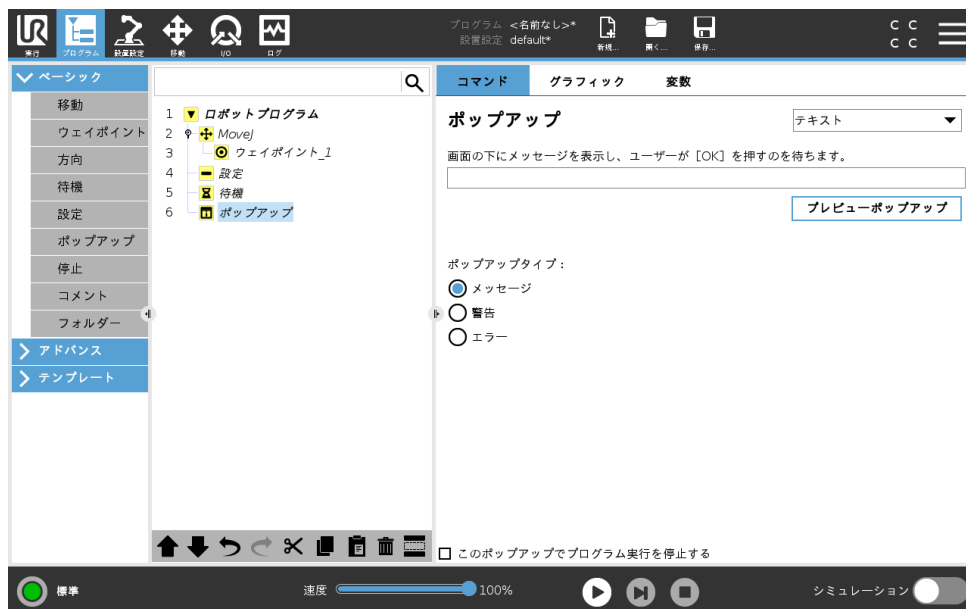 UR
実行
プログラム
設置設定
移動
I/O
ログ
プログラム <名前なし>*
設置設定 default*
新規...
開く...
保存...
C C
C C
ベーシック
移動
ウェイポイント
方向
待機
設定
ポップアップ
停止
コメント
フォルダー
アドバンス
テンプレート
1 ロボットプログラム
2 MoveJ
3 ウェイポイント_1
4 設定
5 待機
6 ポップアップ
コマンド グラフィック 変数
ポップアップ
テキスト
画面の下にメッセージを表示し、ユーザーが [OK] を押すのを待ちます。
プレビューポップアップ
ポップアップタイプ：
メッセージ
警告
エラー
このポップアップでプログラム実行を停止する
標準
速度 100%
シミュレーション